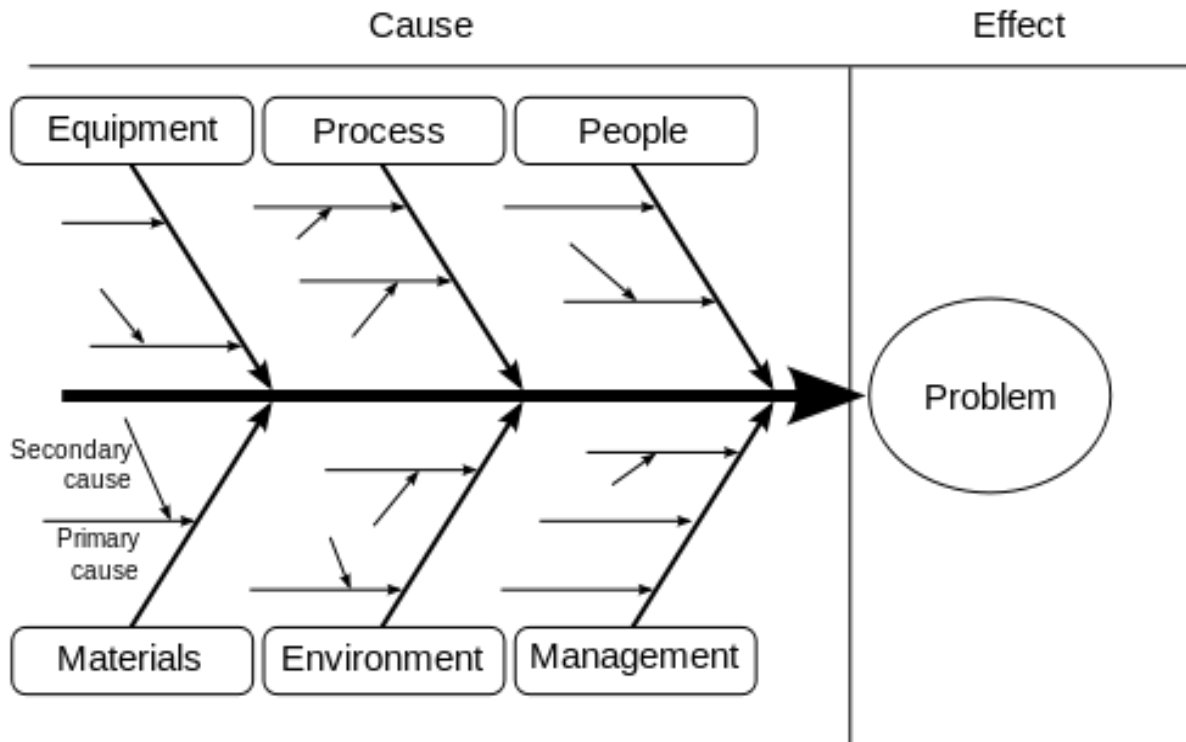 Cause
Effect
Equipment
Process
People
Problem
Secondary
cause
Primary
cause
Materials
Environment
Management